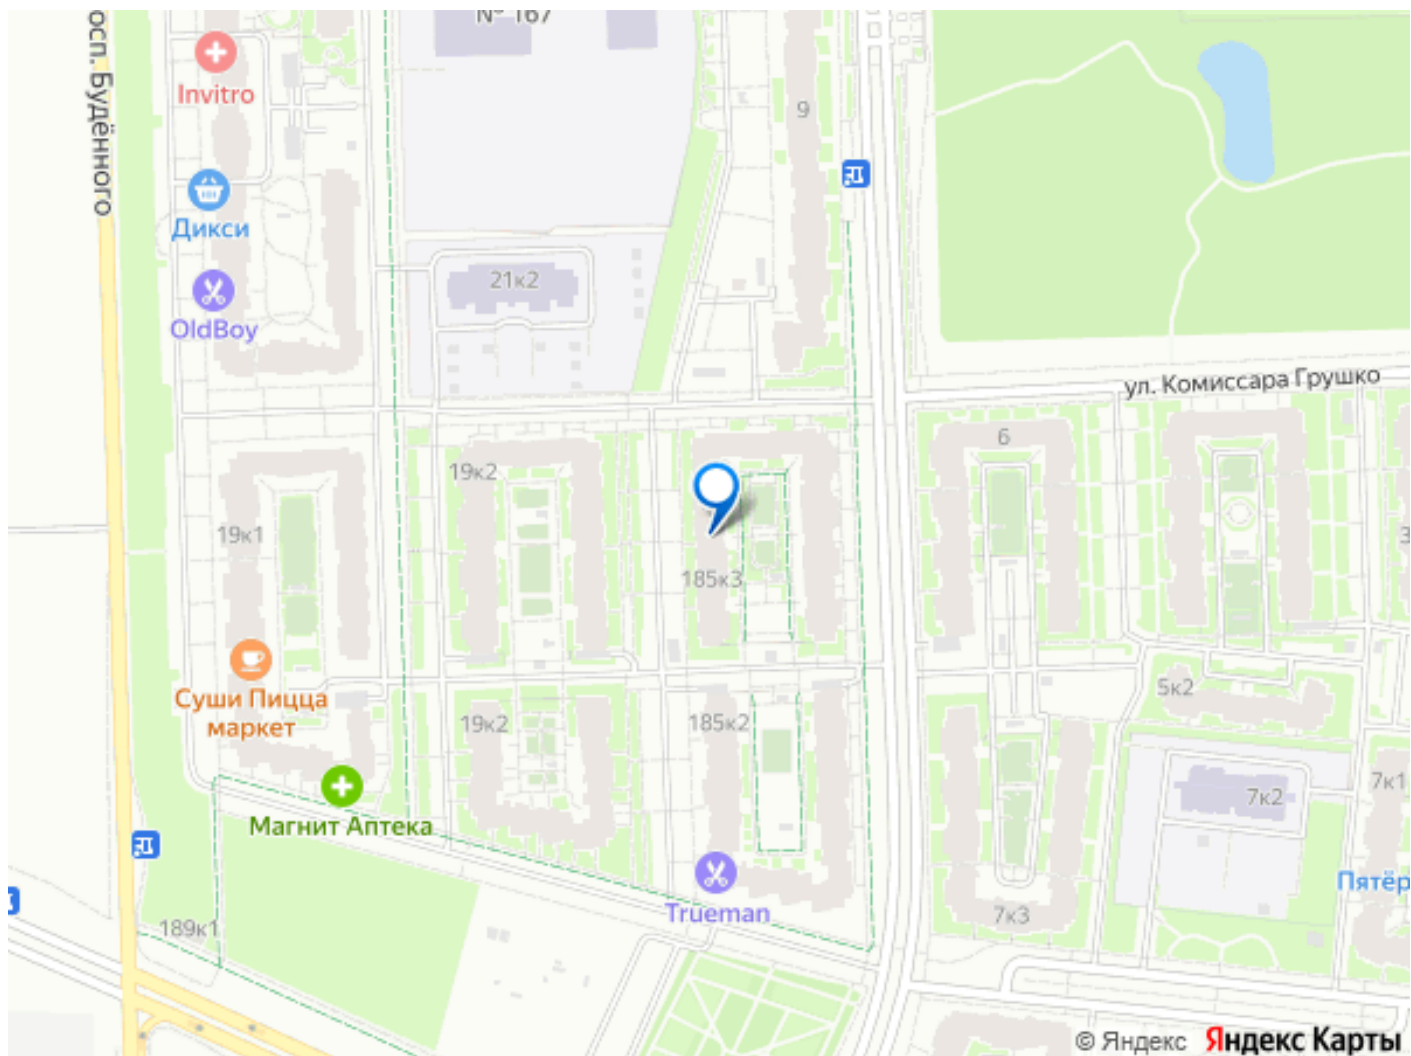 № 167
просп. Будённого
Invitro
9
Дикси
21к2
OldBoy
ул. Комиссара Грушко
6
19к2
19к1
185к3
Суши Пицца
маркет
5к2
19к2
185к2
7к1
7к2
Магнит Аптека
Пятёр
Trueman
7к3
189к1
© Яндекс Яндекс Карты